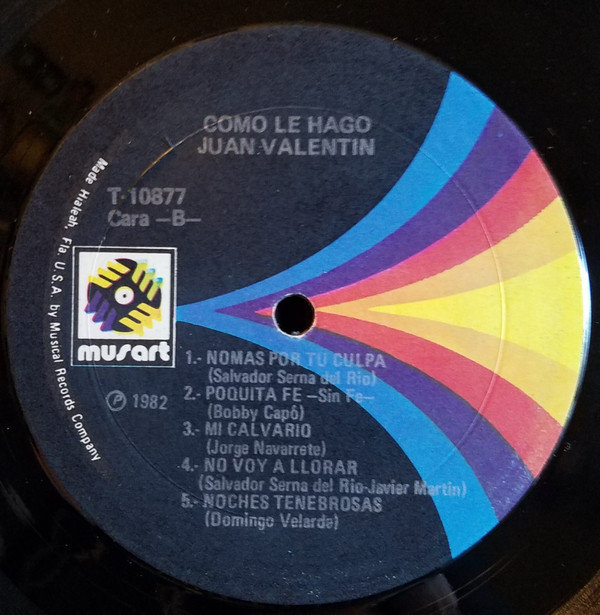 COMO LE HAGO
JUAN VALENTIN
T-10877
Cara -B-
Made Hialeah, Fla. U.S.A. by Musical Records Company
musart
℗ 1982
1.- NOMAS POR TU CULPA
(Salvador Serna del Rio)
2.- POQUITA FE -Sin Fe-
(Bobby Capó)
3.- MI CALVARIO
(Jorge Navarrete)
4.- NO VOY A LLORAR
(Salvador Serna del Rio-Javier Martin)
5.- NOCHES TENEBROSAS
(Domingo Velarde)